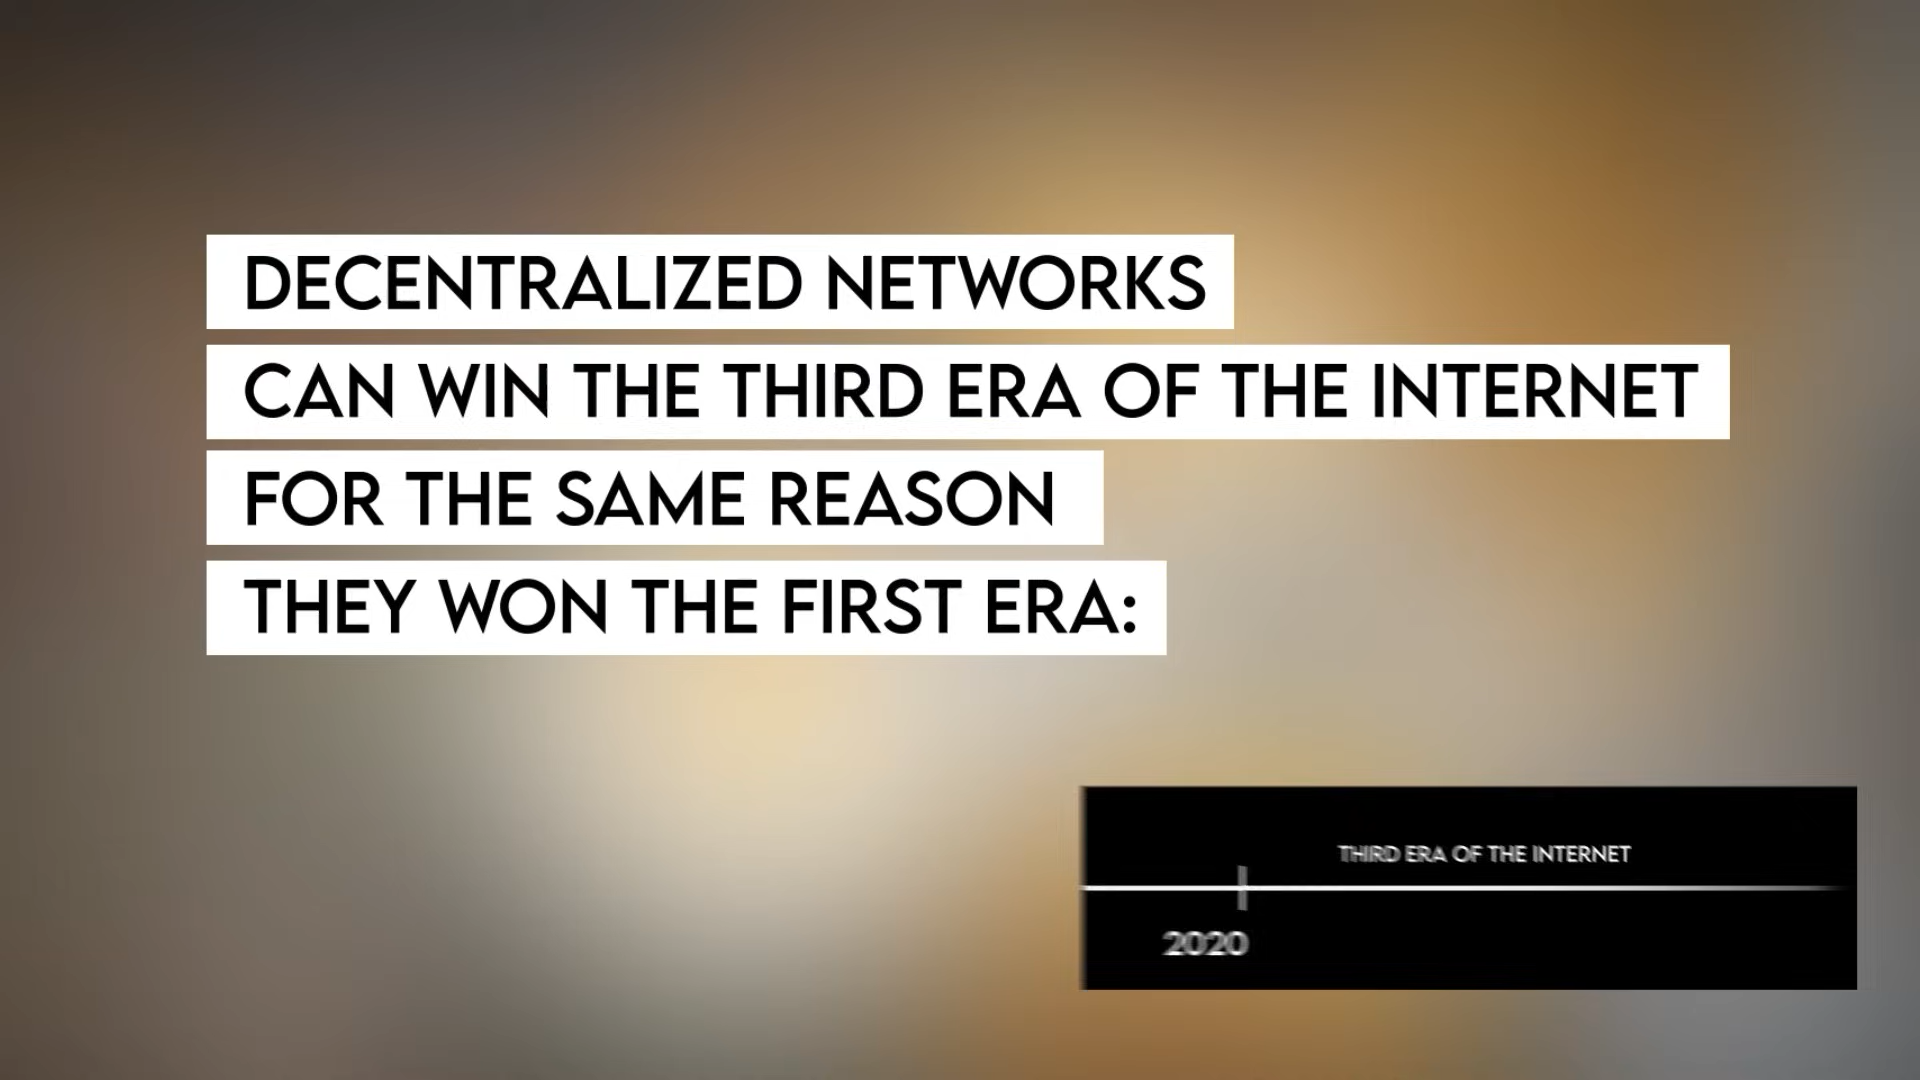 DECENTRALIZED NETWORKS
CAN WIN THE THIRD ERA OF THE INTERNET
FOR THE SAME REASON
THEY WON THE FIRST ERA:
THIRD ERA OF THE INTERNET
2020